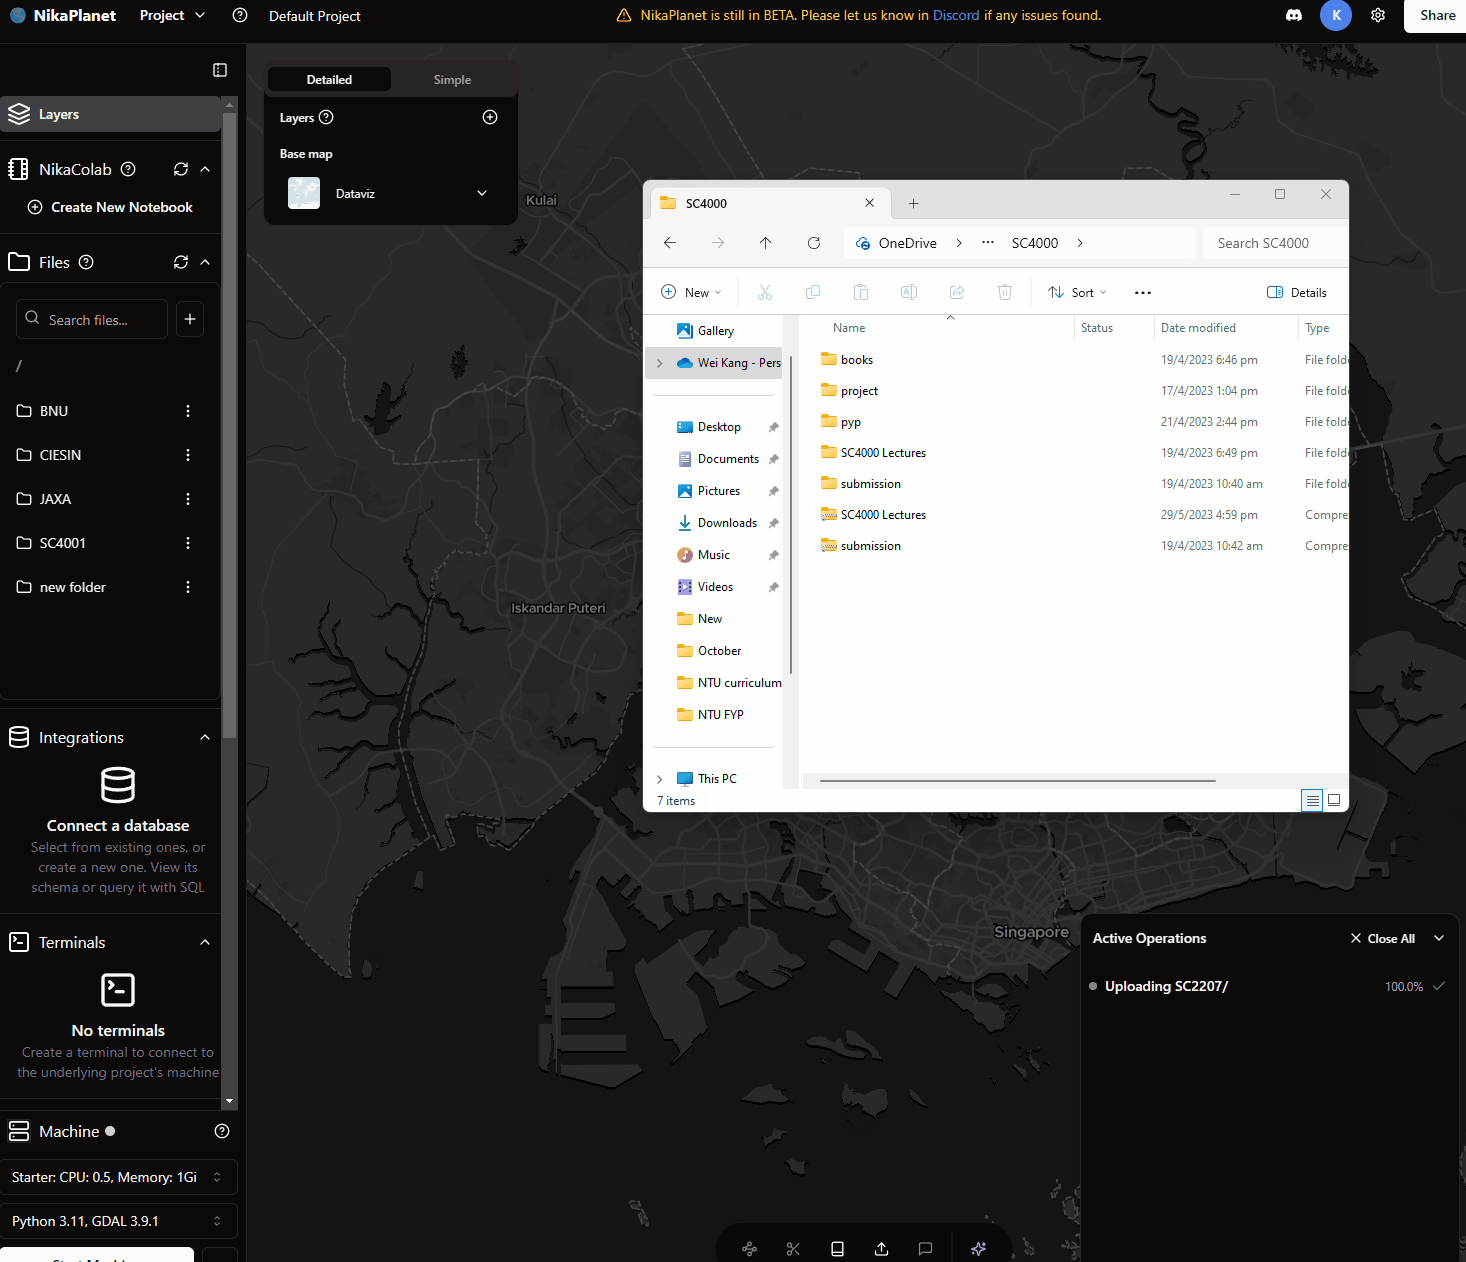 NikaPlanet
Project
Default Project
NikaPlanet is still in BETA. Please let us know in Discord if any issues found.
K
Share
Layers
NikaColab
Create New Notebook
Files
Search files...
/
BNU
CIESIN
JAXA
SC4001
new folder
Integrations
Connect a database
Select from existing ones, or
create a new one. View its
schema or query it with SQL
Terminals
No terminals
Create a terminal to connect to
the underlying project's machine
Machine
Starter: CPU: 0.5, Memory: 1Gi
Python 3.11, GDAL 3.9.1
Detailed
Simple
Layers
Base map
Dataviz
Kulai
Iskandar Puteri
Singapore
SC4000
OneDrive
SC4000
Search SC4000
New
Sort
Details
Gallery
Wei Kang - Pers
Desktop
Documents
Pictures
Downloads
Music
Videos
New
October
NTU curriculum
NTU FYP
This PC
Name Status Date modified Type
books 19/4/2023 6:46 pm File folde
project 17/4/2023 1:04 pm File folde
pyp 21/4/2023 2:44 pm File folde
SC4000 Lectures 19/4/2023 6:49 pm File folde
submission 19/4/2023 10:40 am File folde
SC4000 Lectures 29/5/2023 4:59 pm Compre
submission 19/4/2023 10:42 am Compre
7 items
Active Operations
Close All
Uploading SC2207/
100.0%